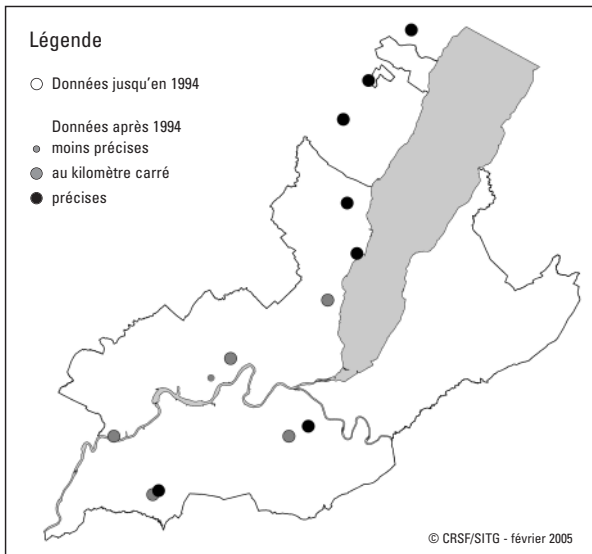 Légende
Données jusqu'en 1994
Données après 1994
moins précises
au kilomètre carré
précises
© CRSF/SITG - février 2005